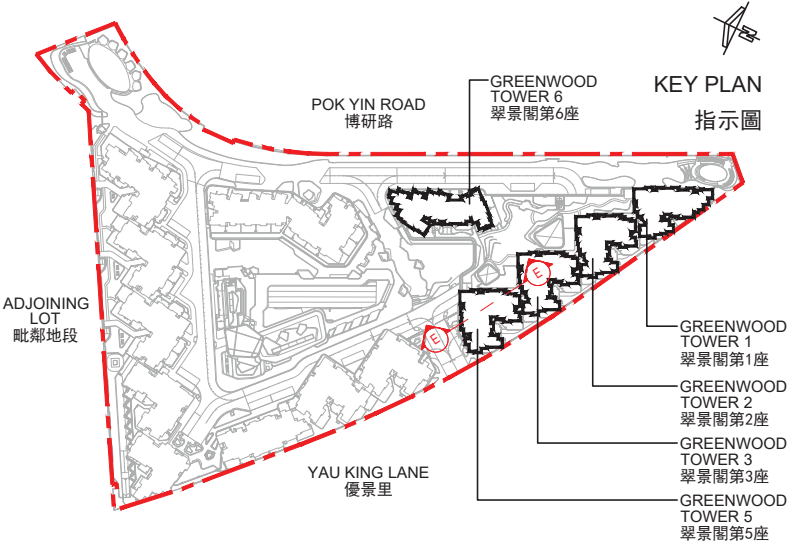 N
KEY PLAN
指示圖
GREENWOOD
TOWER 6
翠景閣第6座
POK YIN ROAD
博研路
ADJOINING
LOT
毗鄰地段
E
E
GREENWOOD
TOWER 1
翠景閣第1座
GREENWOOD
TOWER 2
翠景閣第2座
GREENWOOD
TOWER 3
翠景閣第3座
GREENWOOD
TOWER 5
翠景閣第5座
YAU KING LANE
優景里